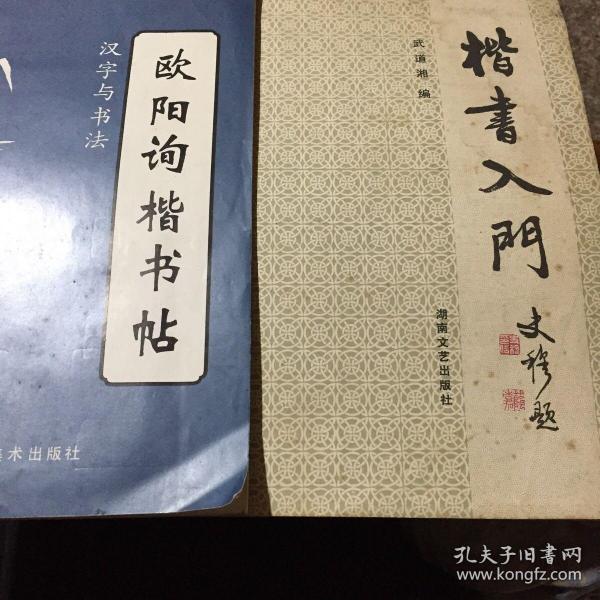 汉字与书法
欧阳询楷书帖
术出版社
楷書入門
武道湘 编
湖南文艺出版社
史穆题
孔夫子旧书网
www.kongfz.com